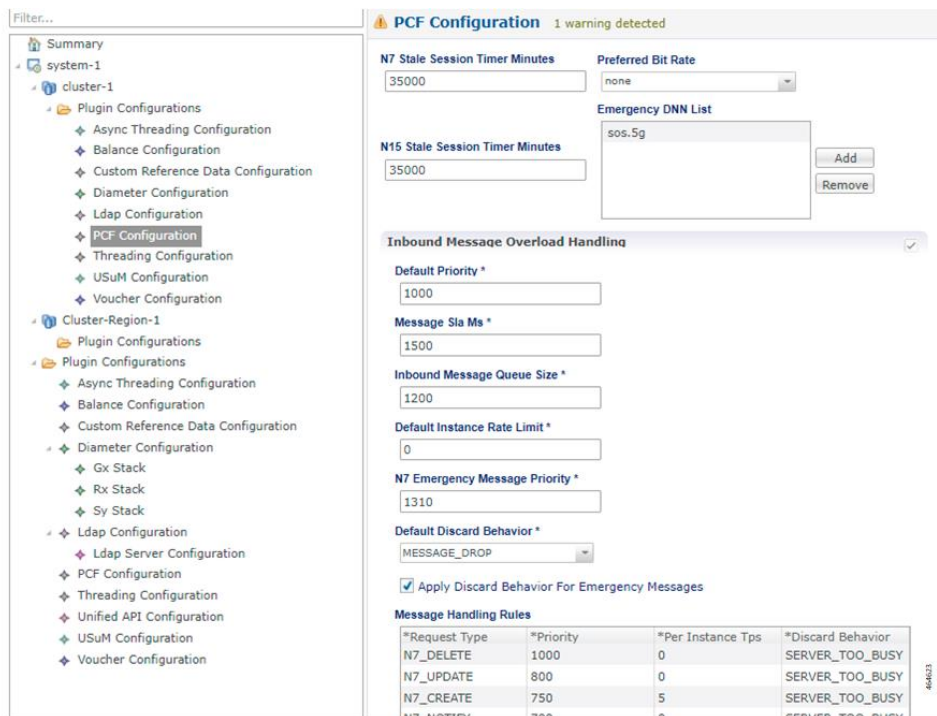 Filter...
Summary
system-1
cluster-1
Plugin Configurations
Async Threading Configuration
Balance Configuration
Custom Reference Data Configuration
Diameter Configuration
Ldap Configuration
PCF Configuration
Threading Configuration
USuM Configuration
Voucher Configuration
Cluster-Region-1
Plugin Configurations
Plugin Configurations
Async Threading Configuration
Balance Configuration
Custom Reference Data Configuration
Diameter Configuration
Gx Stack
Rx Stack
Sy Stack
Ldap Configuration
Ldap Server Configuration
PCF Configuration
Threading Configuration
Unified API Configuration
USuM Configuration
Voucher Configuration
PCF Configuration 1 warning detected
N7 Stale Session Timer Minutes Preferred Bit Rate
35000 none
Emergency DNN List
sos.5g
N15 Stale Session Timer Minutes
35000
Add
Remove
Inbound Message Overload Handling
Default Priority *
1000
Message Sla Ms *
1500
Inbound Message Queue Size *
1200
Default Instance Rate Limit *
0
N7 Emergency Message Priority *
1310
Default Discard Behavior *
MESSAGE_DROP
Apply Discard Behavior For Emergency Messages
Message Handling Rules
*Request Type *Priority *Per Instance Tps *Discard Behavior
N7_DELETE 1000 0 SERVER_TOO_BUSY
N7_UPDATE 800 0 SERVER_TOO_BUSY
N7_CREATE 750 5 SERVER_TOO_BUSY
464623